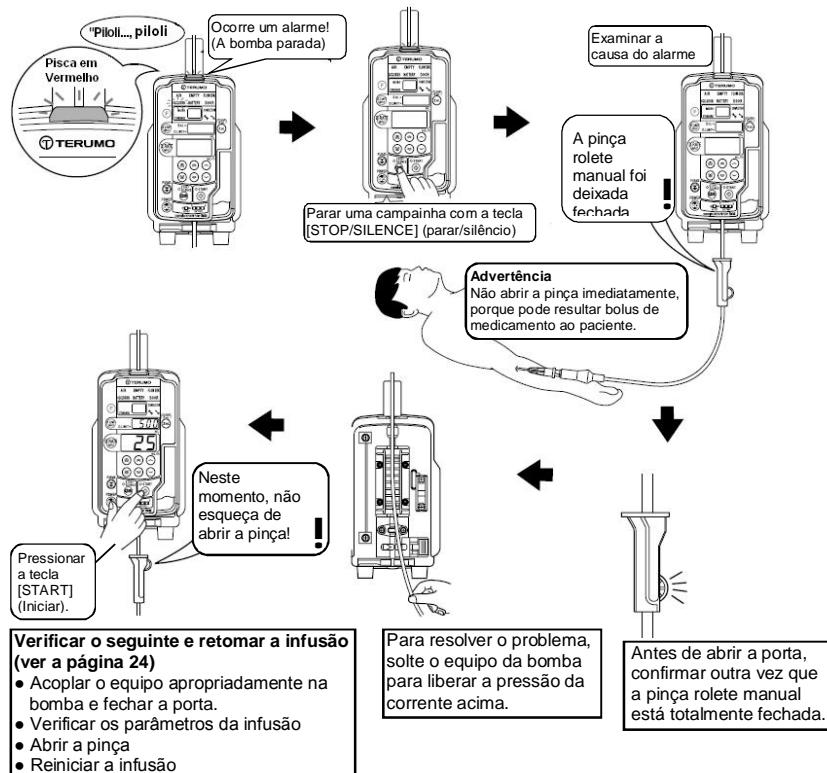 "Piloli..., piloli
Ocorre um alarme!
(A bomba parada)
Pisca em
Vermelho
TERUMO
TERUMO
Parar uma campainha com a tecla
[STOP/SILENCE] (parar/silêncio)
Examinar a
causa do alarme
A pinça
rolete
manual foi
deixada
fechada
!
Advertência
Não abrir a pinça imediatamente,
porque pode resultar bolus de
medicamento ao paciente.
Antes de abrir a porta,
confirmar outra vez que
a pinça rolete manual
está totalmente fechada.
Para resolver o problema,
solte o equipo da bomba
para liberar a pressão da
corrente acima.
TERUMO
500
25
Neste
momento, não
esqueça de
abrir a pinça!
!
Pressionar
a tecla
[START]
(Iniciar).
Verificar o seguinte e retomar a infusão
(ver a página 24)
● Acoplar o equipo apropriadamente na
bomba e fechar a porta.
● Verificar os parâmetros da infusão
● Abrir a pinça
● Reiniciar a infusão